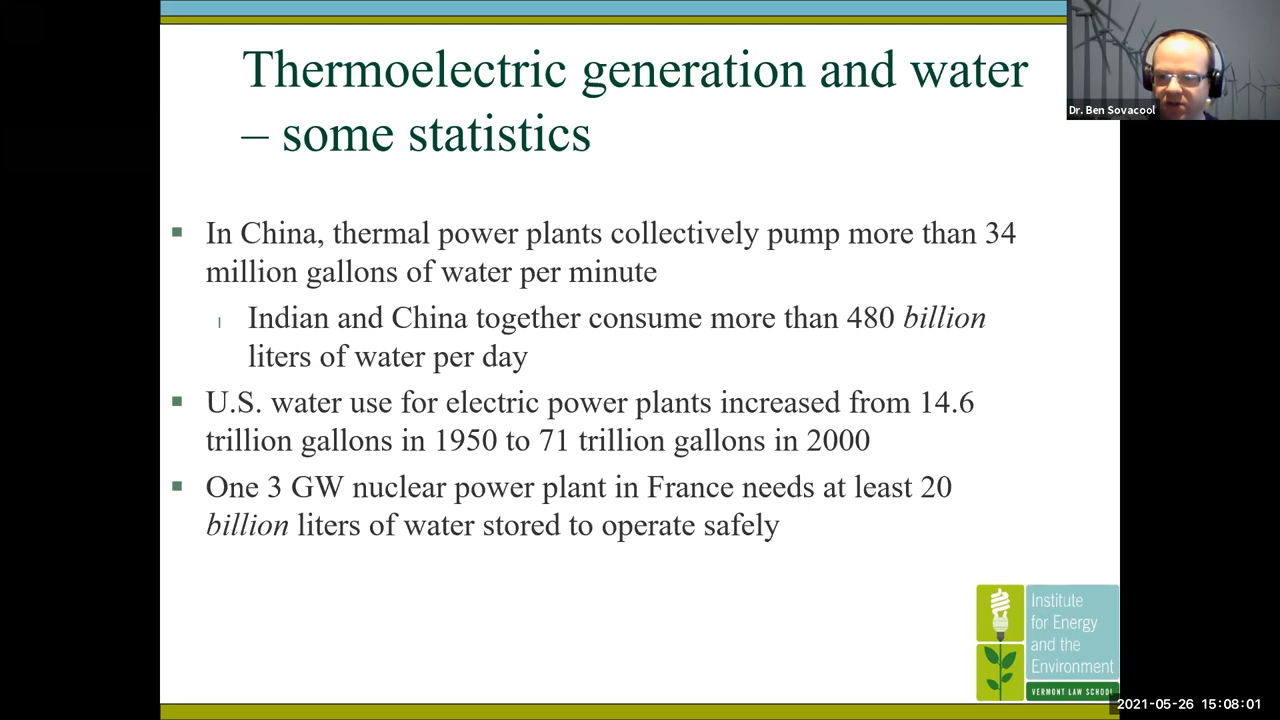 Thermoelectric generation and water
– some statistics
Dr. Ben Sovacool
In China, thermal power plants collectively pump more than 34
million gallons of water per minute
Indian and China together consume more than 480 billion
liters of water per day
U.S. water use for electric power plants increased from 14.6
trillion gallons in 1950 to 71 trillion gallons in 2000
One 3 GW nuclear power plant in France needs at least 20
billion liters of water stored to operate safely
Institute
for Energy
and the
Environment
VERMONT LAW SCHOOL
2021-05-26 15:08:01